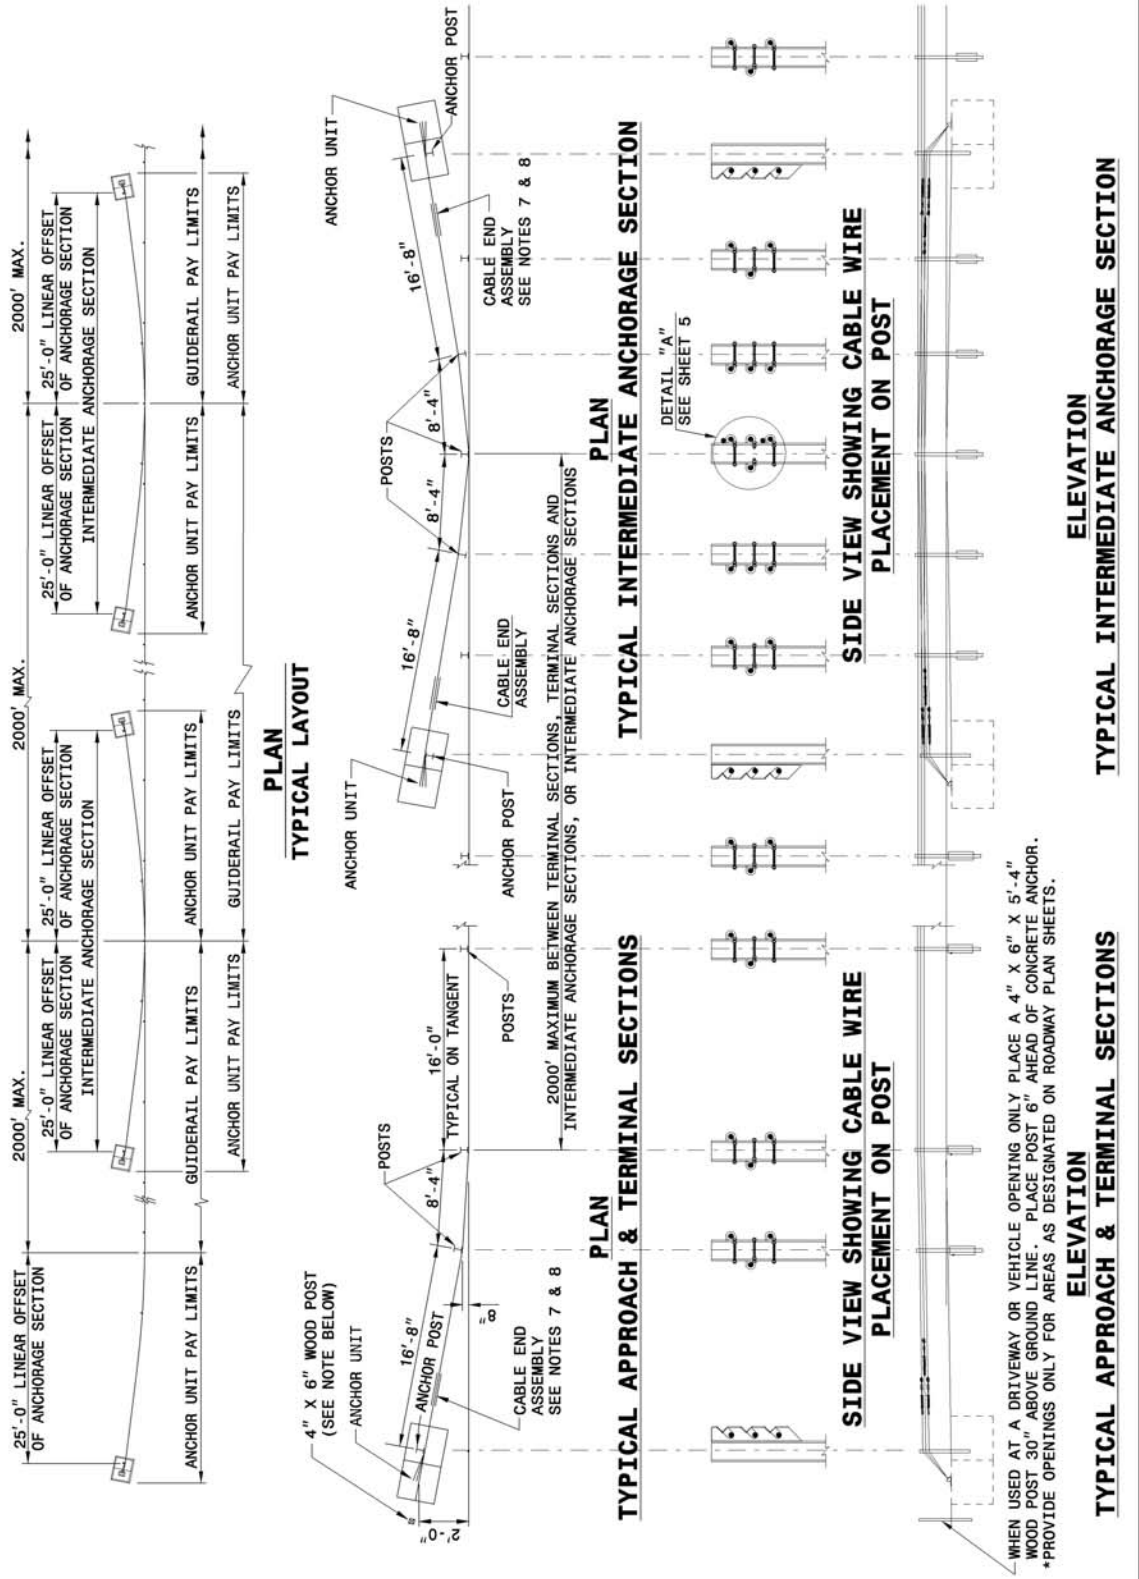 2000' MAX.
2000' MAX.
2000' MAX.
25'-0" LINEAR OFFSET
OF ANCHORAGE SECTION
25'-0" LINEAR OFFSET
OF ANCHORAGE SECTION
25'-0" LINEAR OFFSET
OF ANCHORAGE SECTION
25'-0" LINEAR OFFSET
OF ANCHORAGE SECTION
25'-0" LINEAR OFFSET
OF ANCHORAGE SECTION
INTERMEDIATE ANCHORAGE SECTION
INTERMEDIATE ANCHORAGE SECTION
ANCHOR UNIT PAY LIMITS
GUIDERAIL PAY LIMITS
ANCHOR UNIT PAY LIMITS
ANCHOR UNIT PAY LIMITS
GUIDERAIL PAY LIMITS
ANCHOR UNIT PAY LIMITS
GUIDERAIL PAY LIMITS
ANCHOR UNIT PAY LIMITS
PLAN
TYPICAL LAYOUT
4" X 6" WOOD POST
(SEE NOTE BELOW)
ANCHOR UNIT
16'-8"
ANCHOR POST
8'-4"
POSTS
16'-0"
TYPICAL ON TANGENT
2'-0"
8"
POSTS
CABLE END
ASSEMBLY
SEE NOTES 7 & 8
2000' MAXIMUM BETWEEN TERMINAL SECTIONS, TERMINAL SECTIONS AND
INTERMEDIATE ANCHORAGE SECTIONS, OR INTERMEDIATE ANCHORAGE SECTIONS
PLAN
TYPICAL APPROACH & TERMINAL SECTIONS
ANCHOR UNIT
ANCHOR POST
16'-8"
CABLE END
ASSEMBLY
8'-4"
POSTS
8'-4"
16'-8"
ANCHOR UNIT
ANCHOR POST
CABLE END
ASSEMBLY
SEE NOTES 7 & 8
PLAN
TYPICAL INTERMEDIATE ANCHORAGE SECTION
DETAIL "A"
SEE SHEET 5
SIDE VIEW SHOWING CABLE WIRE
PLACEMENT ON POST
SIDE VIEW SHOWING CABLE WIRE
PLACEMENT ON POST
WHEN USED AT A DRIVEWAY OR VEHICLE OPENING ONLY PLACE A 4" X 6" X 5'-4"
WOOD POST 30" ABOVE GROUND LINE. PLACE POST 6" AHEAD OF CONCRETE ANCHOR.
*PROVIDE OPENINGS ONLY FOR AREAS AS DESIGNATED ON ROADWAY PLAN SHEETS.
ELEVATION
TYPICAL APPROACH & TERMINAL SECTIONS
ELEVATION
TYPICAL INTERMEDIATE ANCHORAGE SECTION